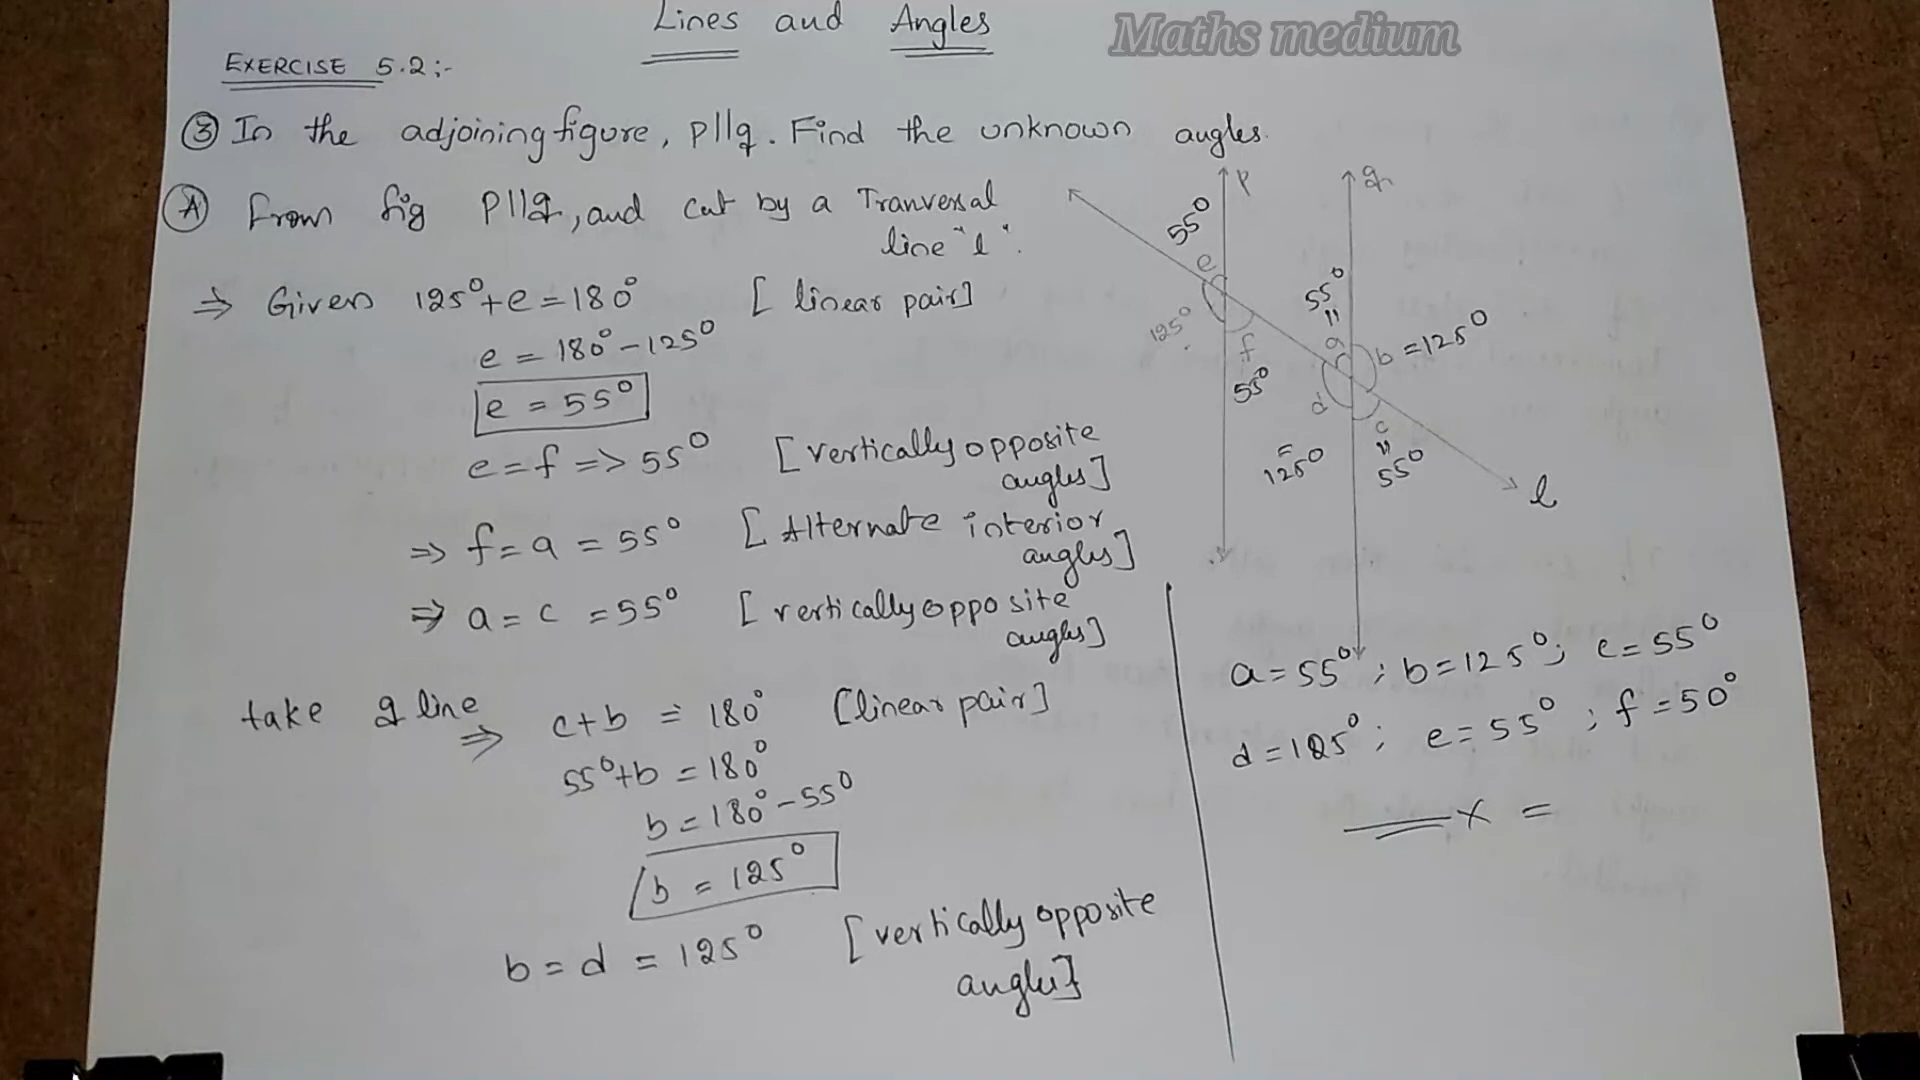 Lines and Angles
Maths medium
EXERCISE 5.2:-
③ In the adjoining figure, p||q. Find the unknown angles.
Ⓐ From fig P||q, and cut by a Tranversal
line "l".
⇒ Given 125°+e=180° [linear pair]
e = 180°-125°
e = 55°
e=f => 55° [vertically opposite
angles]
⇒ f=a = 55° [Alternate interior
angles]
⇒ a = c = 55° [vertically opposite
angles]
take q line
⇒ c+b = 180° [linear pair]
55°+b = 180°
b = 180°-55°
b = 125°
b = d = 125° [vertically opposite
angles]
p
q
55°
e
125°
f
55°
55°
=
a
b = 125°
d
=
125°
c
=
55°
l
a=55°; b=125°; c=55°
d=125°; e=55°; f=50°
x =